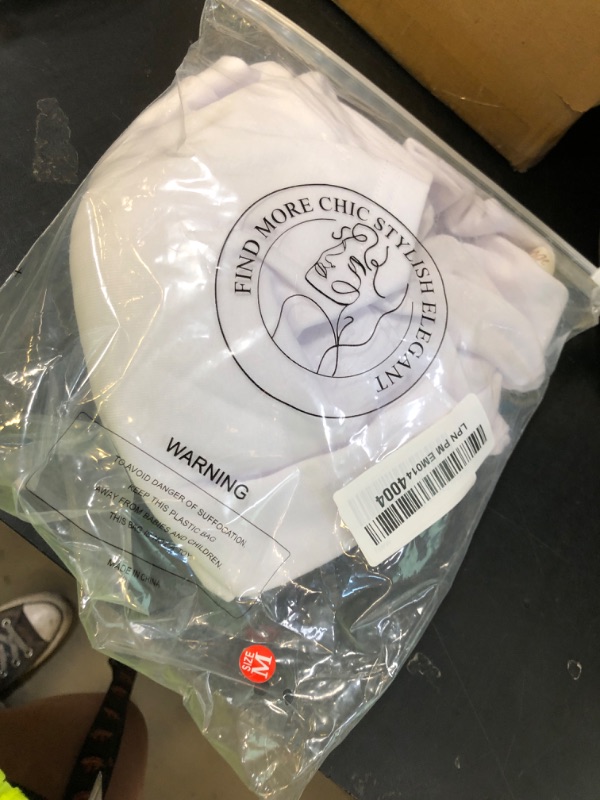 FIND MORE CHIC STYLISH ELEGANT
LPN PM EM0144004
WARNING
TO AVOID DANGER OF SUFFOCATION
KEEP THIS PLASTIC BAG
AWAY FROM BABIES AND CHILDREN
THIS
MADE IN CHINA
SIZE
M